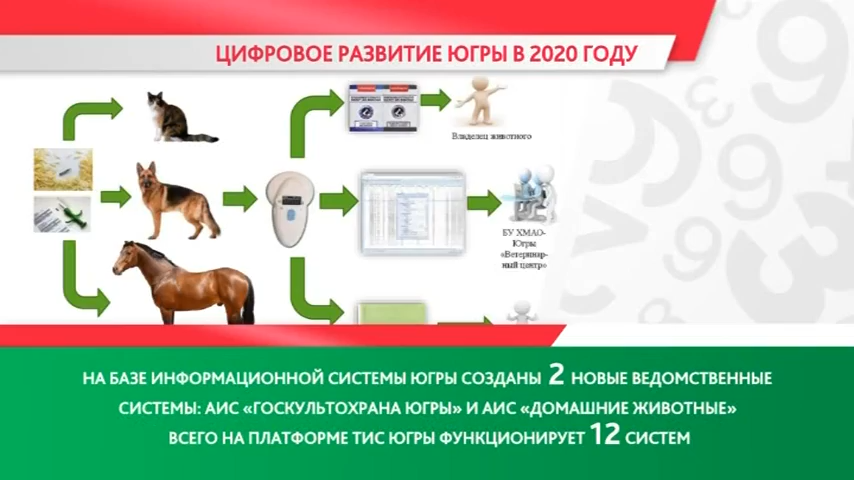 ЦИФРОВОЕ РАЗВИТИЕ ЮГРЫ В 2020 ГОДУ
Владелец животного
БУ ХМАО-
Югры
«Ветеринар-
ный центр»
НА БАЗЕ ИНФОРМАЦИОННОЙ СИСТЕМЫ ЮГРЫ СОЗДАНЫ 2 НОВЫЕ ВЕДОМСТВЕННЫЕ
СИСТЕМЫ: АИС «ГОСКУЛЬТОХРАНА ЮГРЫ» И АИС «ДОМАШНИЕ ЖИВОТНЫЕ»
ВСЕГО НА ПЛАТФОРМЕ ТИС ЮГРЫ ФУНКЦИОНИРУЕТ 12 СИСТЕМ